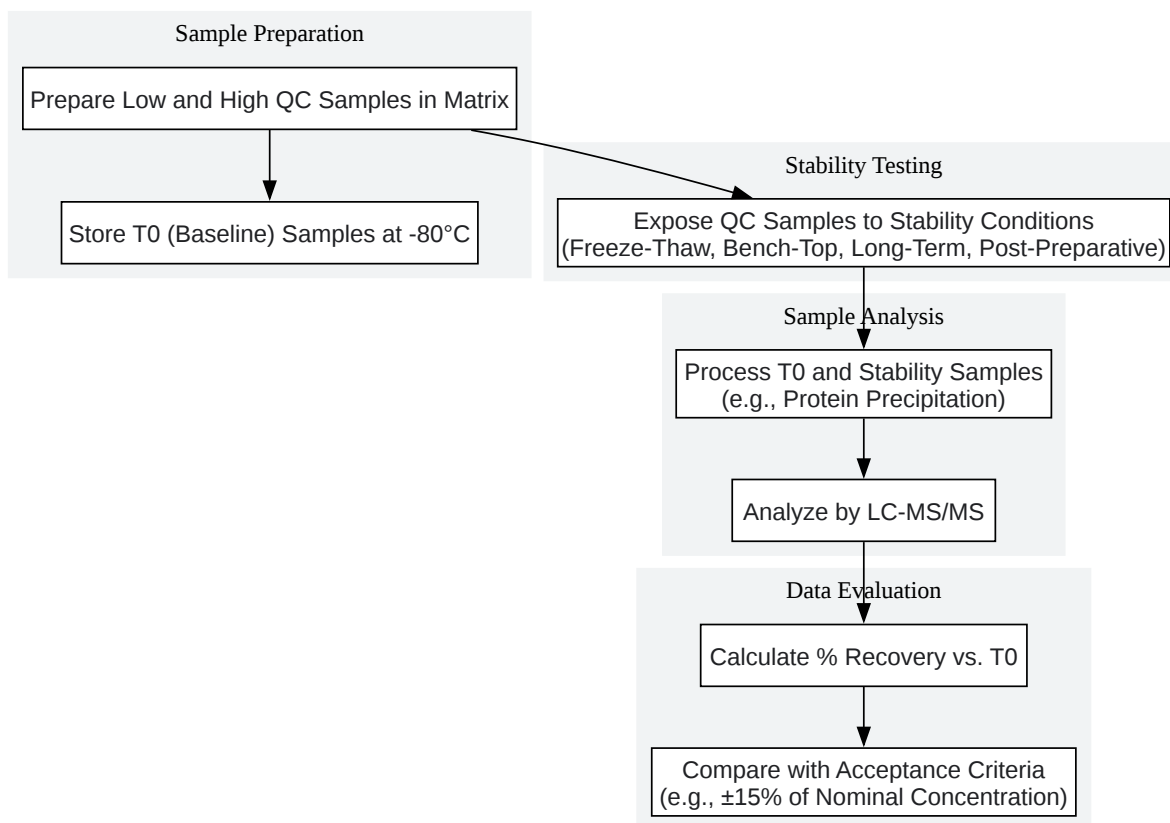 Sample Preparation
Prepare Low and High QC Samples in Matrix
Store T0 (Baseline) Samples at -80°C
Stability Testing
Expose QC Samples to Stability Conditions
(Freeze-Thaw, Bench-Top, Long-Term, Post-Preparative)
Sample Analysis
Process T0 and Stability Samples
(e.g., Protein Precipitation)
Analyze by LC-MS/MS
Data Evaluation
Calculate % Recovery vs. T0
Compare with Acceptance Criteria
(e.g., ±15% of Nominal Concentration)